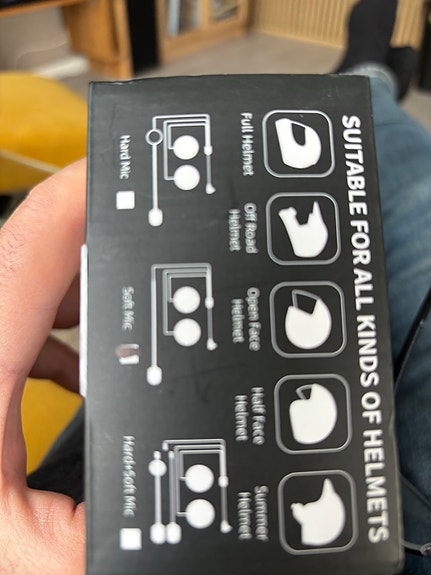 SUITABLE FOR ALL KINDS OF HELMETS
Full Helmet
Off Road
Helmet
Open Face
Helmet
Half Face
Helmet
Summer
Helmet
Hard Mic
Soft Mic
Hard+Soft Mic